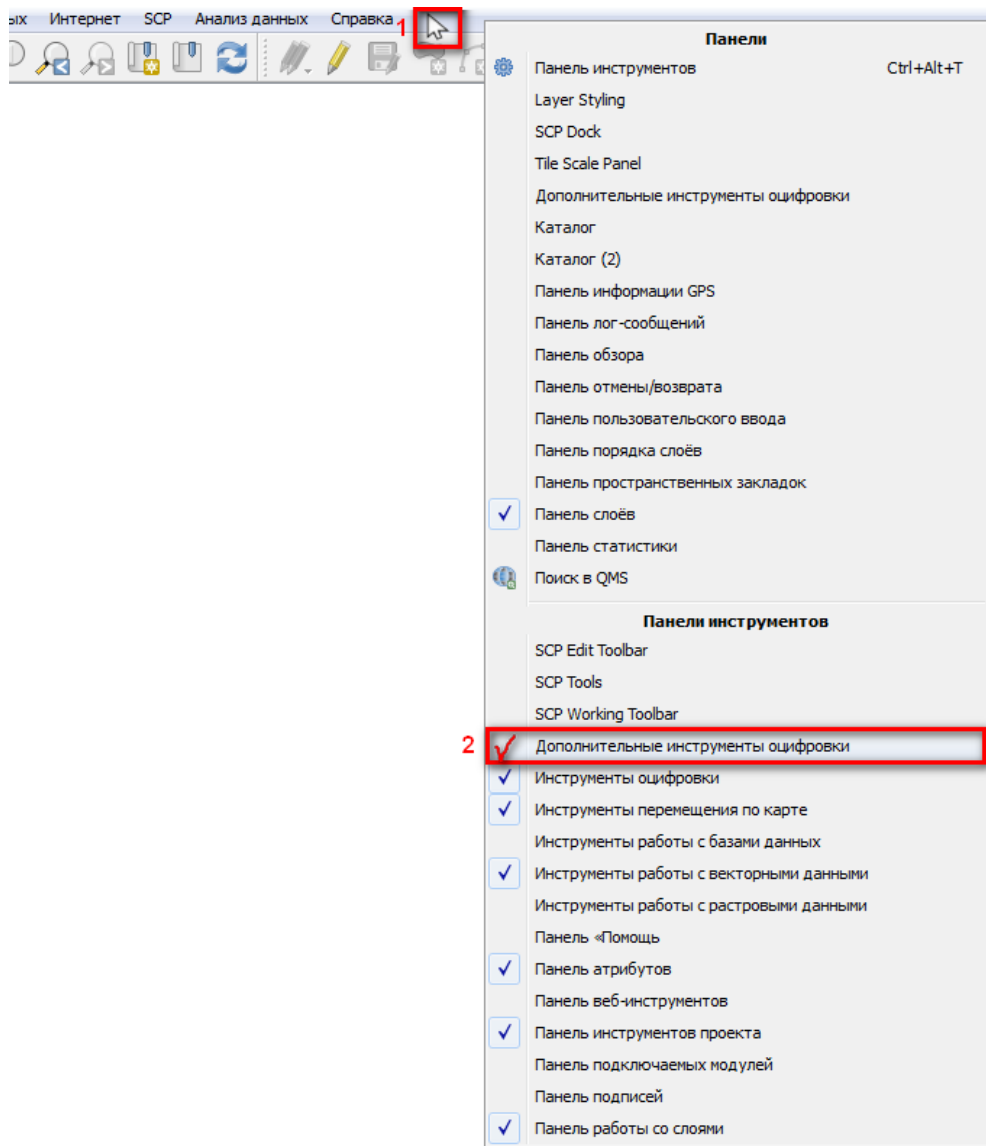 ых Интернет SCP Анализ данных Справка
1
Панели
Панель инструментов Ctrl+Alt+T
Layer Styling
SCP Dock
Tile Scale Panel
Дополнительные инструменты оцифровки
Каталог
Каталог (2)
Панель информации GPS
Панель лог-сообщений
Панель обзора
Панель отмены/возврата
Панель пользовательского ввода
Панель порядка слоёв
Панель пространственных закладок
Панель слоёв
Панель статистики
Поиск в QMS
Панели инструментов
SCP Edit Toolbar
SCP Tools
SCP Working Toolbar
2 Дополнительные инструменты оцифровки
Инструменты оцифровки
Инструменты перемещения по карте
Инструменты работы с базами данных
Инструменты работы с векторными данными
Инструменты работы с растровыми данными
Панель «Помощь
Панель атрибутов
Панель веб-инструментов
Панель инструментов проекта
Панель подключаемых модулей
Панель подписей
Панель работы со слоями